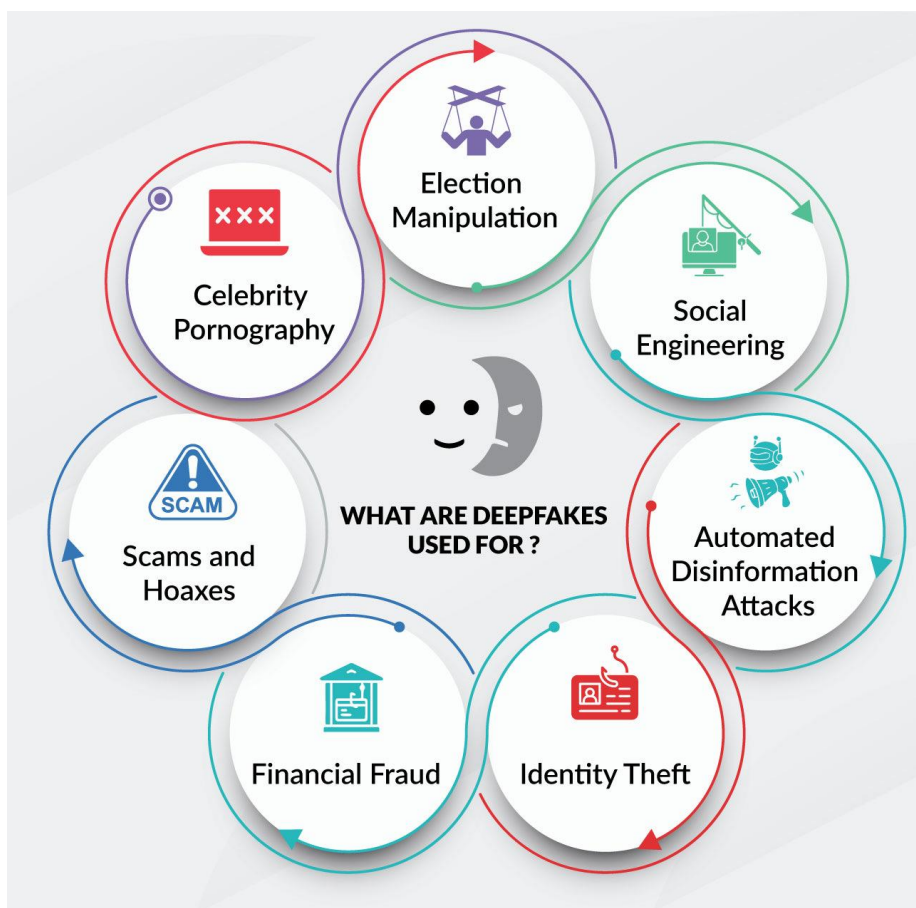 WHAT ARE DEEPFAKES
USED FOR ?
Election
Manipulation
Social
Engineering
Automated
Disinformation
Attacks
Identity Theft
Financial Fraud
SCAM
Scams and
Hoaxes
XXX
Celebrity
Pornography